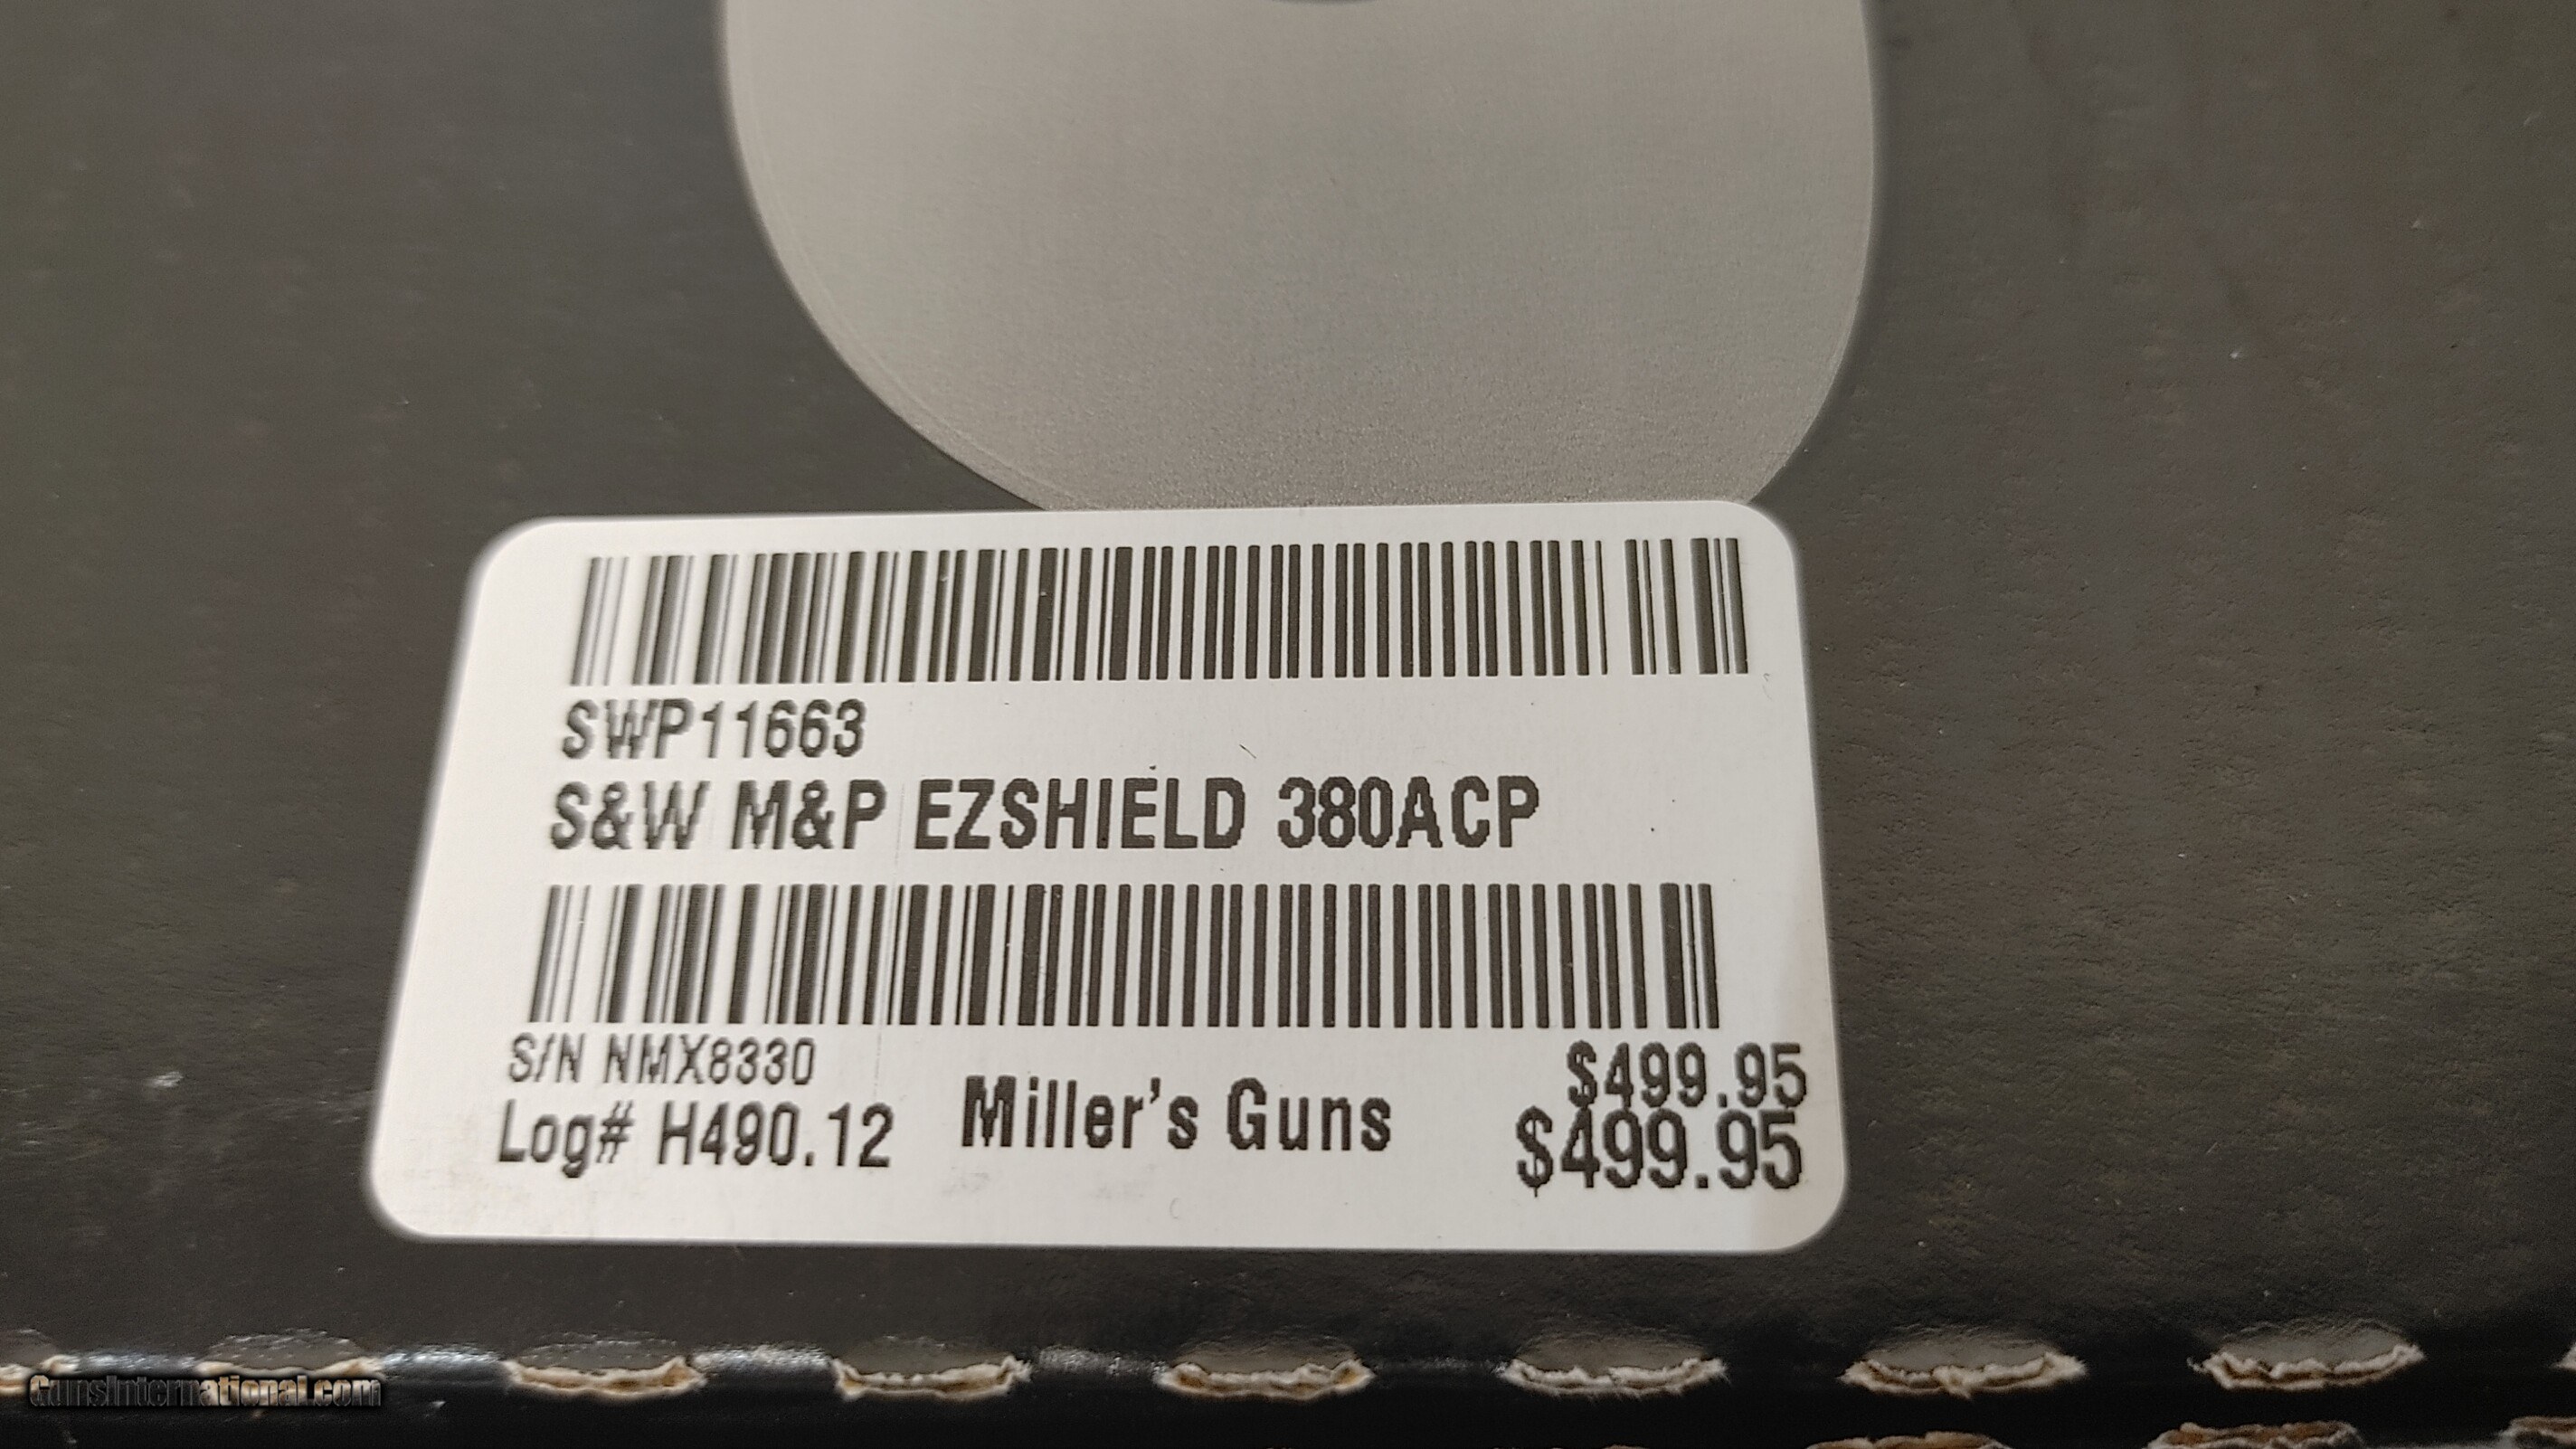 SWP11663
S&W M&P EZSHIELD 380ACP
S/N NMX8330
Log# H490.12
Miller's Guns
$499.95
$499.95
GunsInternational.com